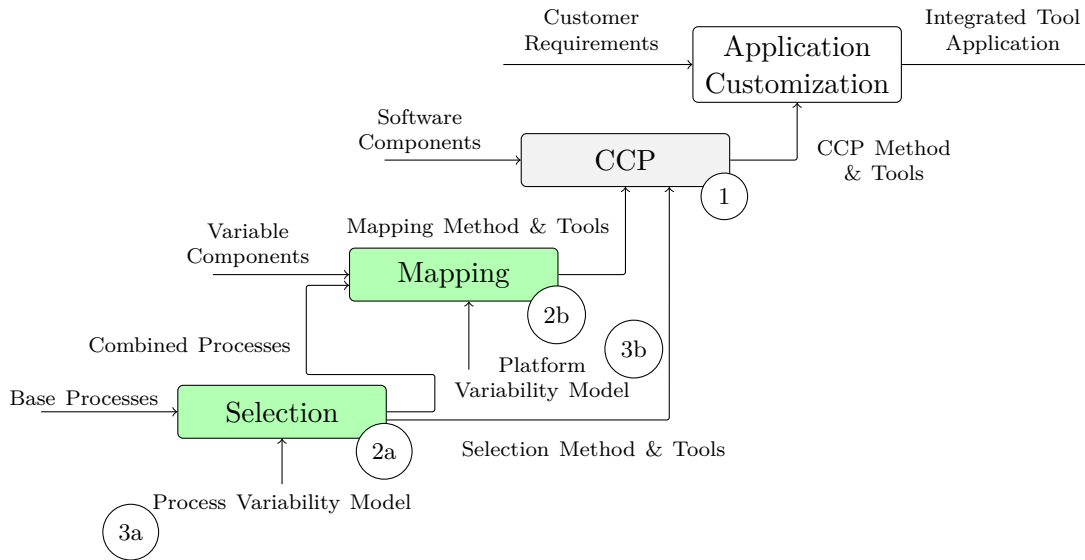 Customer
Requirements
Application
Customization
Integrated Tool
Application
Software
Components
CCP
1
CCP Method
& Tools
Variable
Components
Mapping Method & Tools
Mapping
2b
Combined Processes
3b
Platform
Variability Model
Base Processes
Selection
2a
Selection Method & Tools
Process Variability Model
3a